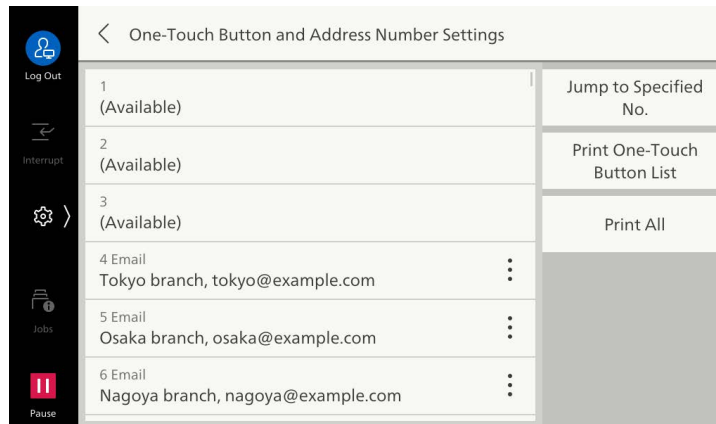 One-Touch Button and Address Number Settings
Log Out
Interrupt
Jobs
Pause
1
(Available)
2
(Available)
3
(Available)
4 Email
Tokyo branch, tokyo@example.com
5 Email
Osaka branch, osaka@example.com
6 Email
Nagoya branch, nagoya@example.com
Jump to Specified
No.
Print One-Touch
Button List
Print All